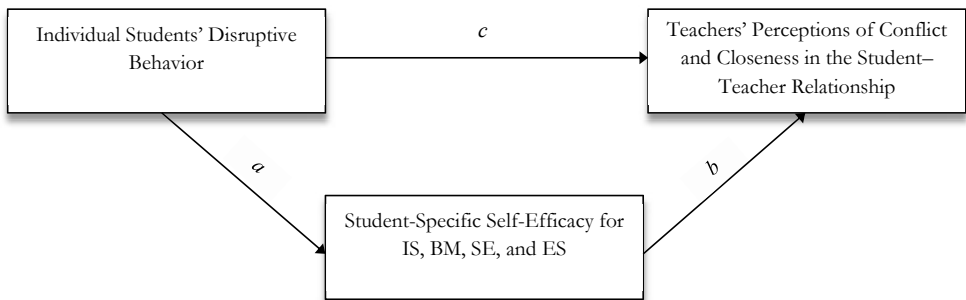 Individual Students’ Disruptive
Behavior
c
Teachers’ Perceptions of Conflict
and Closeness in the Student–
Teacher Relationship
a
b
Student-Specific Self-Efficacy for
IS, BM, SE, and ES